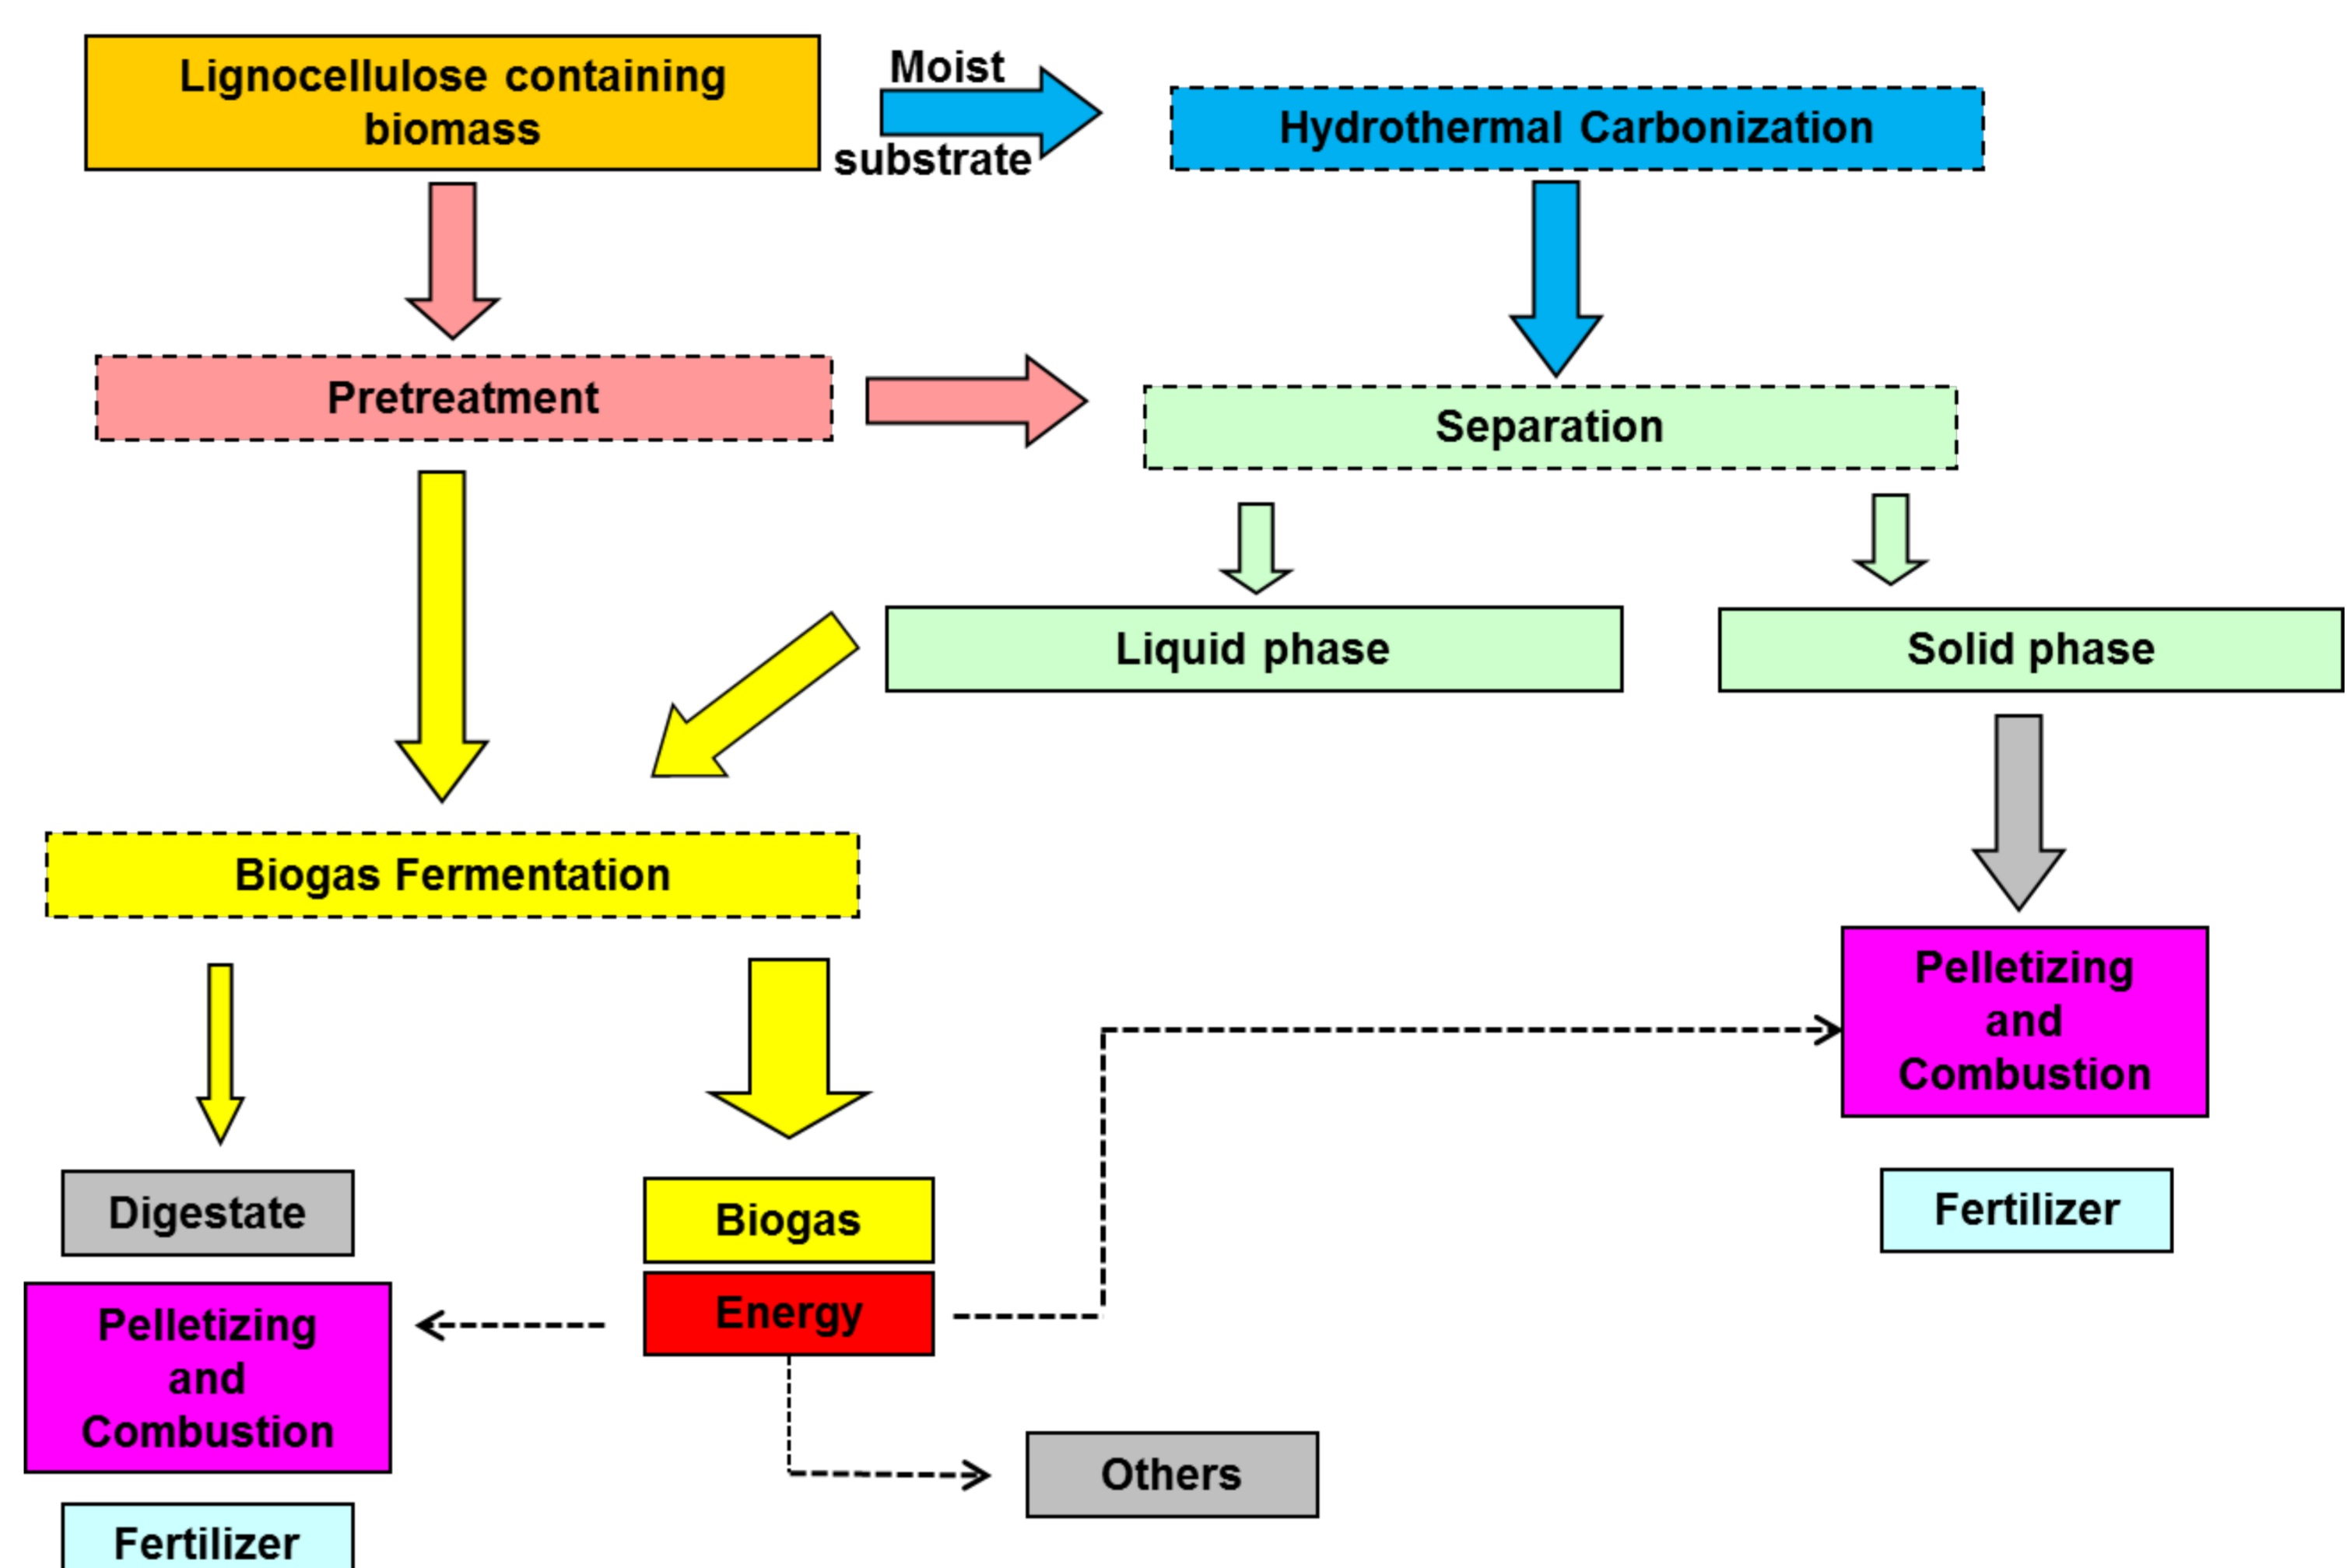 Lignocellulose containing
biomass
Moist
substrate
Hydrothermal Carbonization
Pretreatment
Separation
Liquid phase
Solid phase
Biogas Fermentation
Pelletizing
and
Combustion
Fertilizer
Digestate
Biogas
Energy
Pelletizing
and
Combustion
Others
Fertilizer